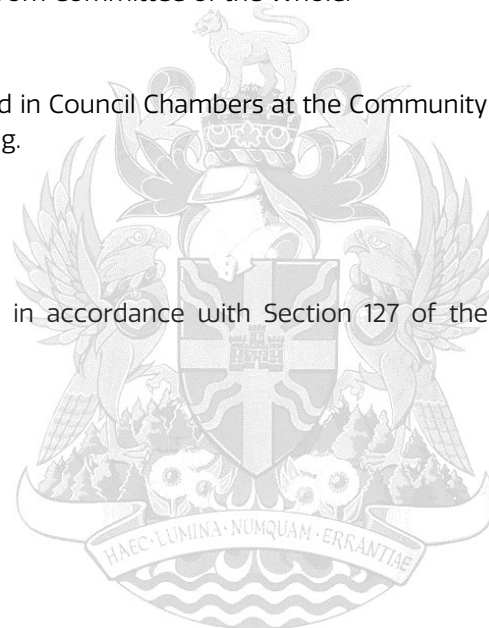 rom Committee of the Whole.
d in Council Chambers at the Community
g.
in accordance with Section 127 of the
HAEC·LUMINA·NUMQUAM·ERRANTIAE